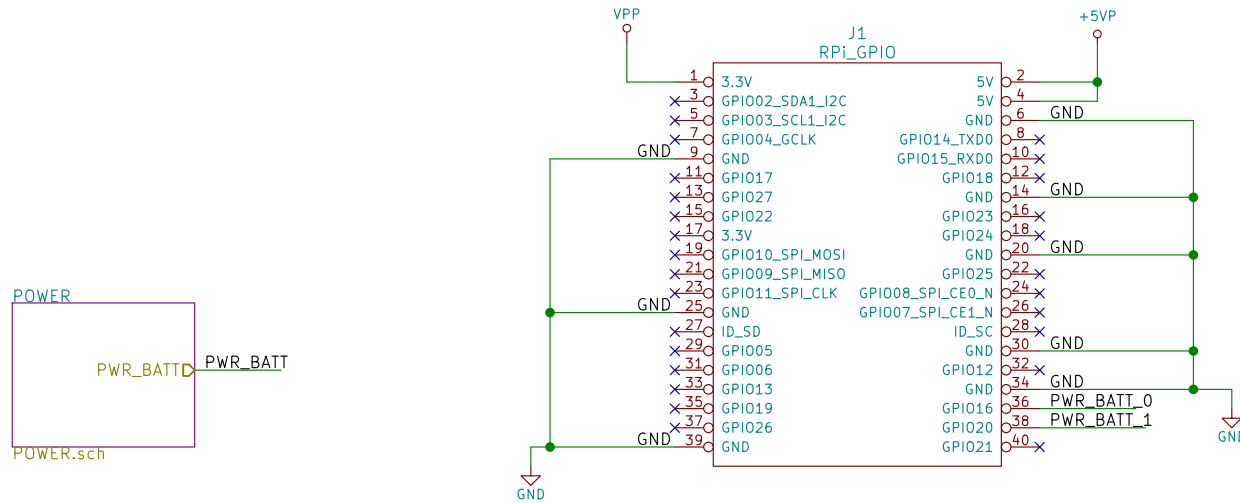 VPP
+5VP
J1
RPi_GPIO
1 3.3V 5V 2
3 GPIO02_SDA1_I2C 5V 4
5 GPIO03_SCL1_I2C GND 6 GND
7 GPIO04_GCLK GPIO14_TXD0 8
GND 9 GND GPIO15_RXD0 10
11 GPIO17 GPIO18 12
13 GPIO27 GND 14 GND
15 GPIO22 GPIO23 16
17 3.3V GPIO24 18
19 GPIO10_SPI_MOSI GND 20 GND
21 GPIO09_SPI_MISO GPIO25 22
23 GPIO11_SPI_CLK GPIO08_SPI_CE0_N 24
GND 25 GND GPIO07_SPI_CE1_N 26
27 ID_SD ID_SC 28
29 GPIO05 GND 30 GND
31 GPIO06 GPIO12 32
33 GPIO13 GND 34 GND
35 GPIO19 GPIO16 36 PWR_BATT_0
37 GPIO26 GPIO20 38 PWR_BATT_1
GND 39 GND GPIO21 40
GND
GND
POWER
PWR_BATT PWR_BATT
POWER.sch